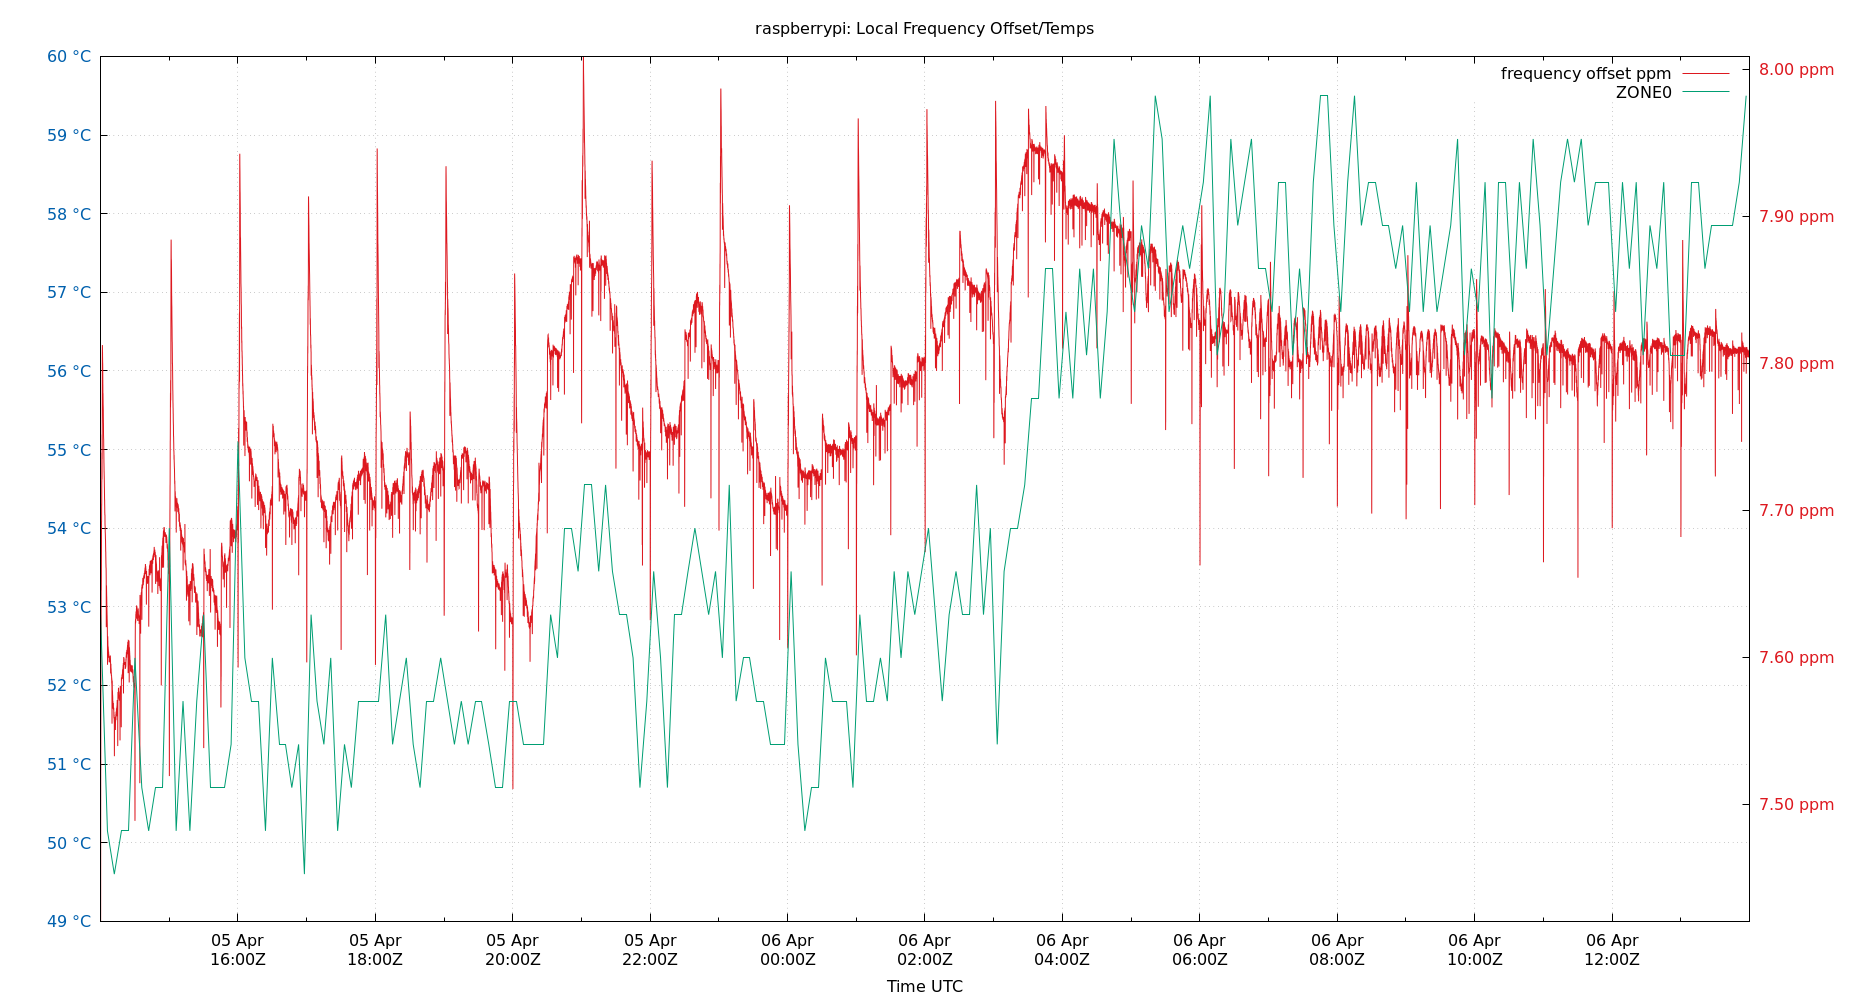 raspberrypi: Local Frequency Offset/Temps
60 °C
59 °C
58 °C
57 °C
56 °C
55 °C
54 °C
53 °C
52 °C
51 °C
50 °C
49 °C
frequency offset ppm
ZONE0
8.00 ppm
7.90 ppm
7.80 ppm
7.70 ppm
7.60 ppm
7.50 ppm
05 Apr 05 Apr 05 Apr 05 Apr 06 Apr 06 Apr 06 Apr 06 Apr 06 Apr 06 Apr 06 Apr
16:00Z 18:00Z 20:00Z 22:00Z 00:00Z 02:00Z 04:00Z 06:00Z 08:00Z 10:00Z 12:00Z
Time UTC